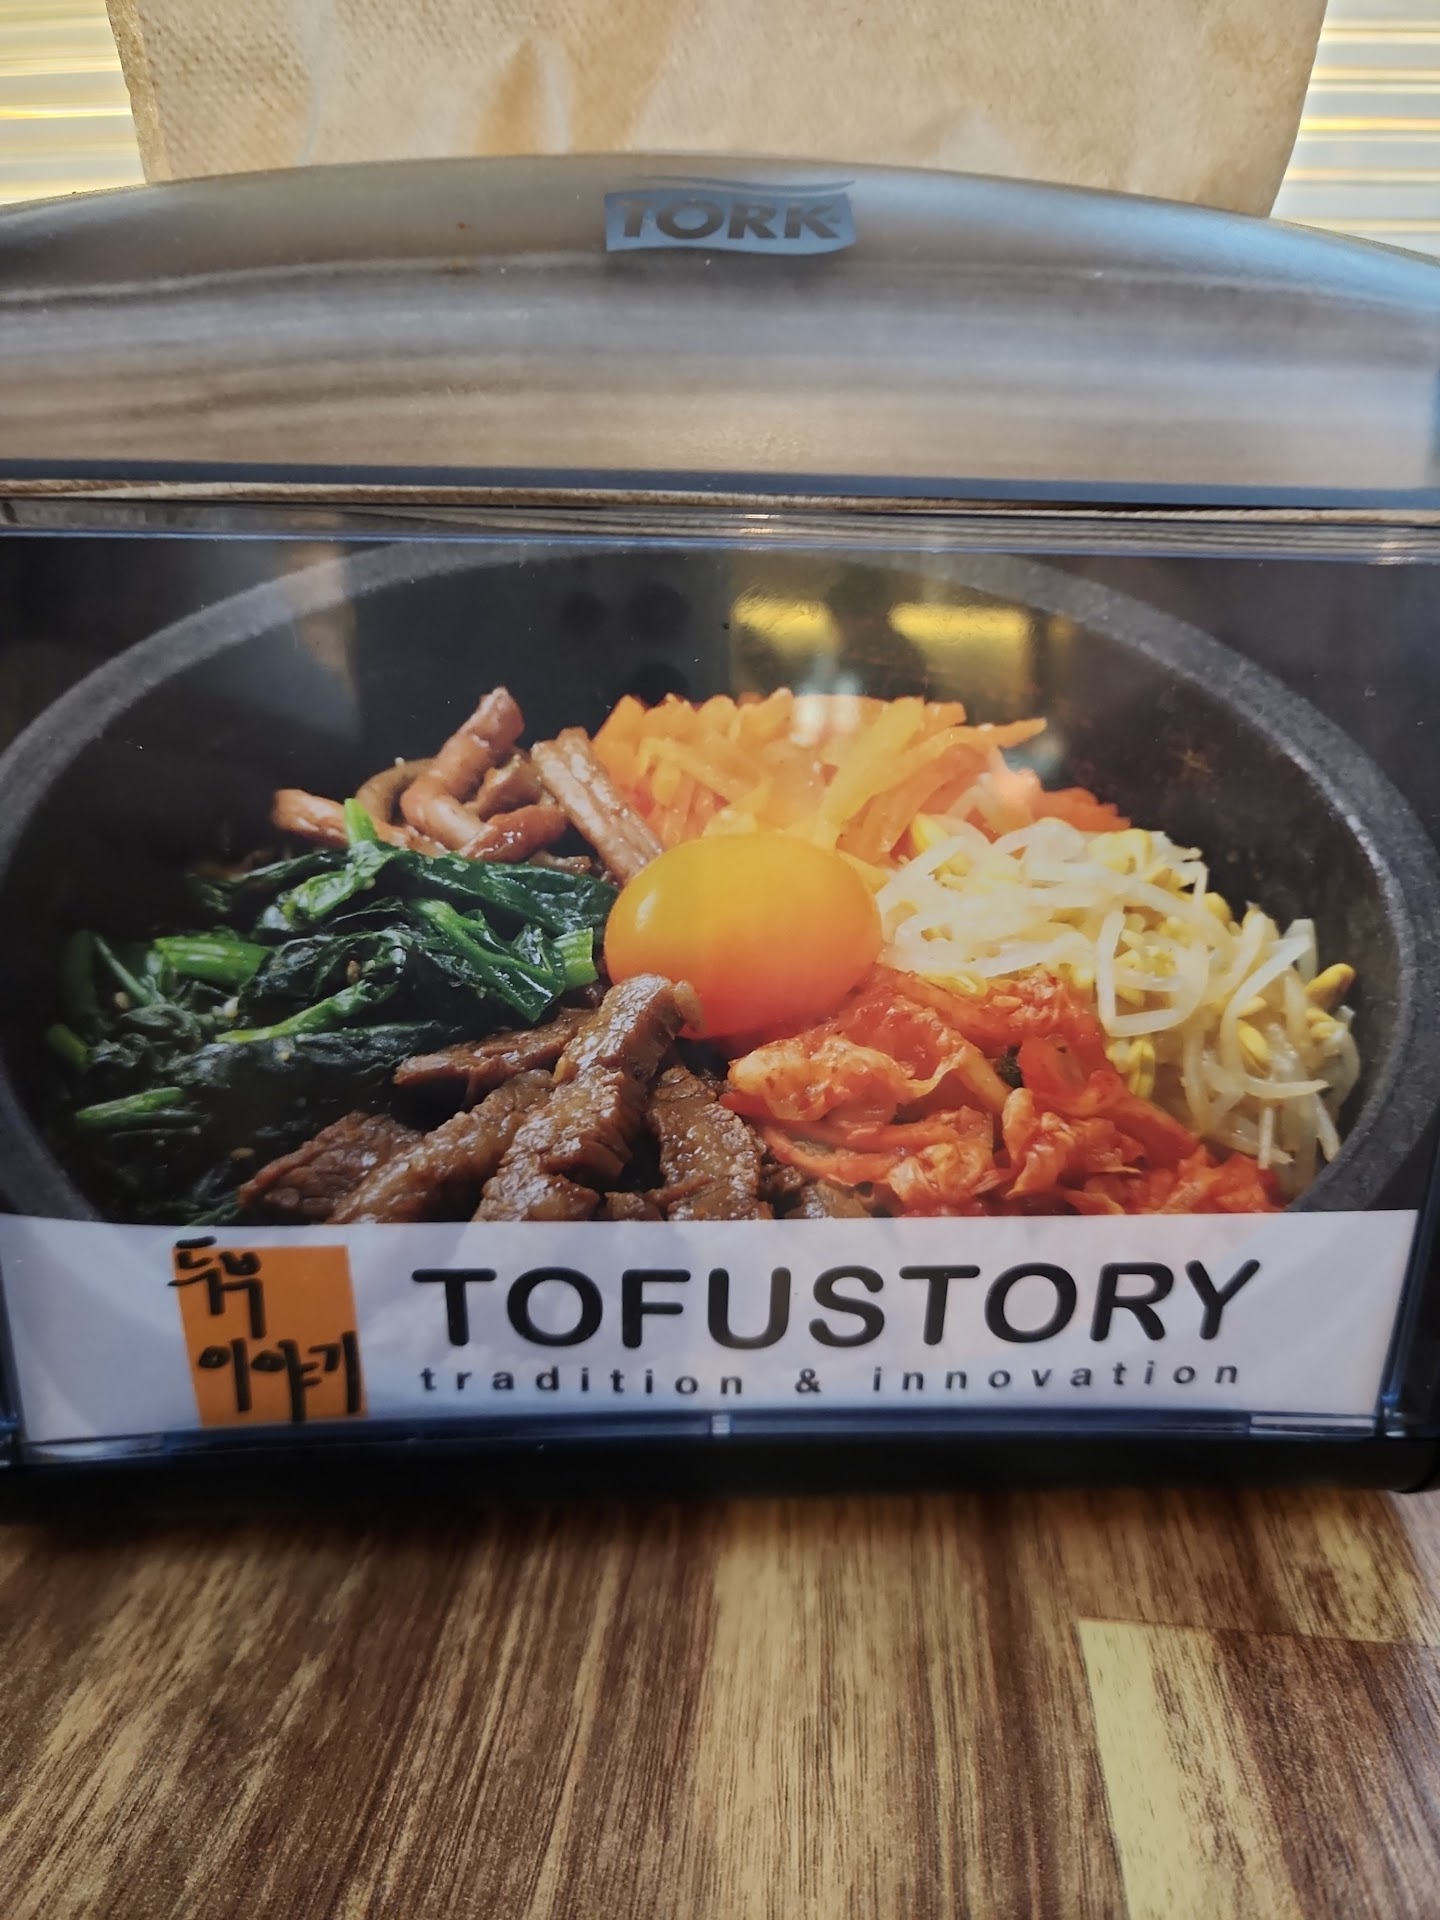 TORK
두부
이야기
TOFUSTORY
tradition & innovation